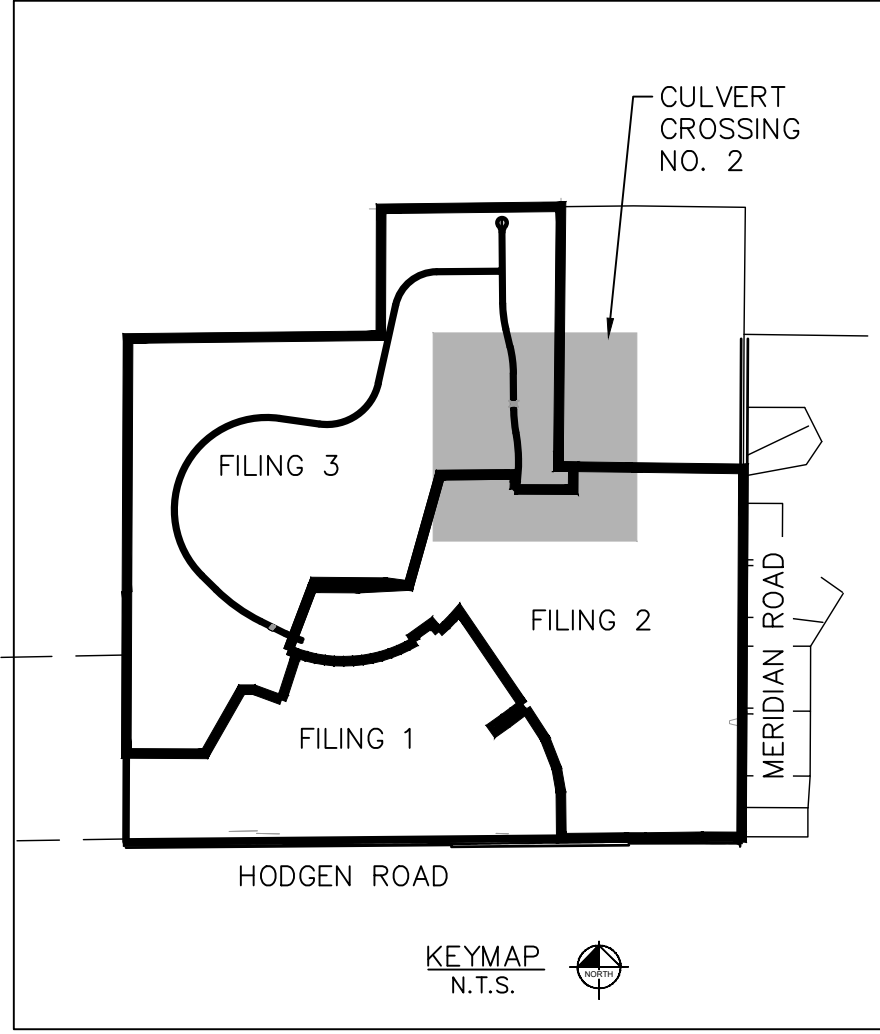 CULVERT
CROSSING
NO. 2
FILING 3
FILING 2
MERIDIAN ROAD
FILING 1
HODGEN ROAD
KEYMAP
N.T.S.
NORTH